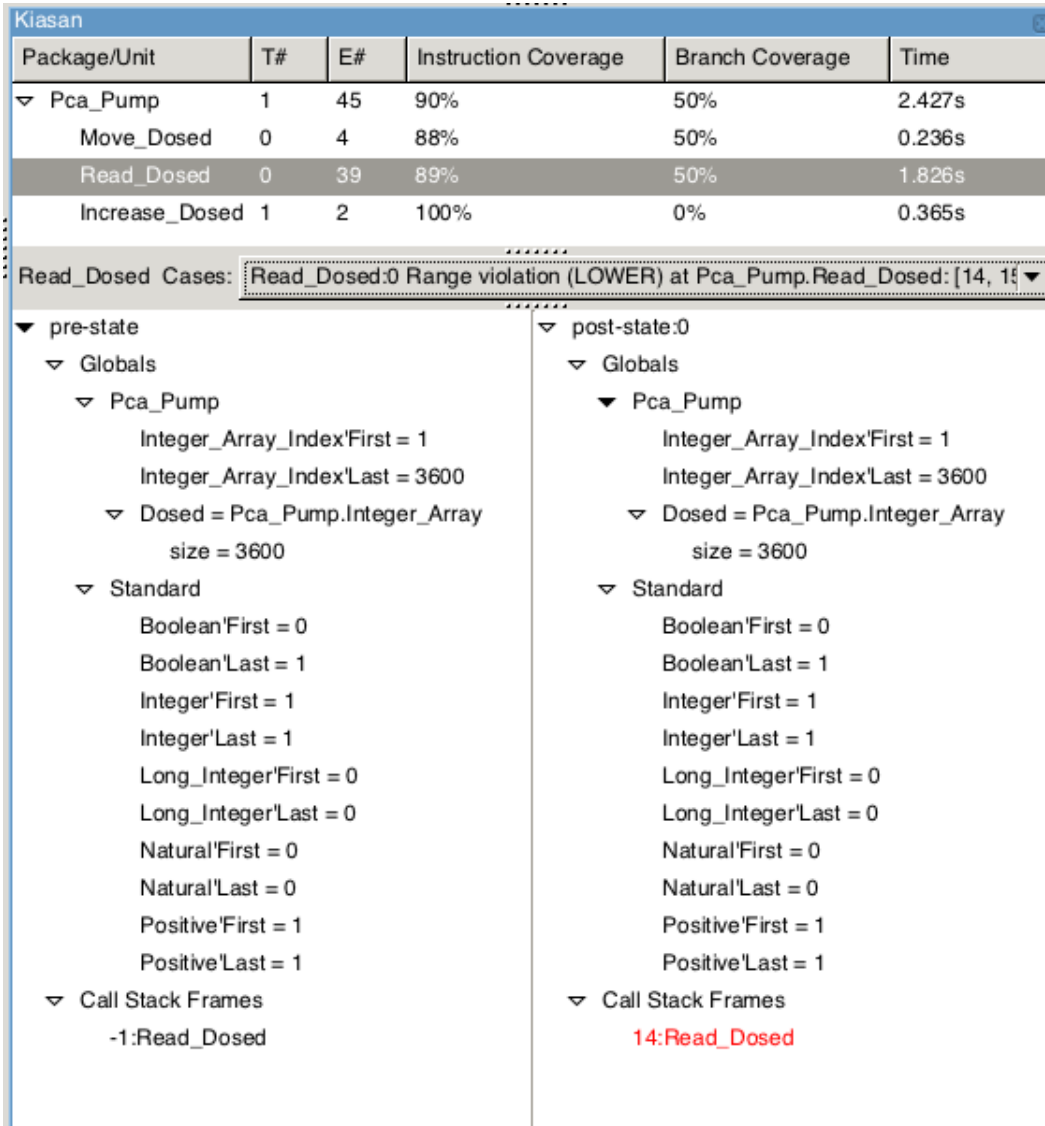 Kiasan
Package/Unit T# E# Instruction Coverage Branch Coverage Time
Pca_Pump 1 45 90% 50% 2.427s
Move_Dosed 0 4 88% 50% 0.236s
Read_Dosed 0 39 89% 50% 1.826s
Increase_Dosed 1 2 100% 0% 0.365s
Read_Dosed Cases: Read_Dosed:0 Range violation (LOWER) at Pca_Pump.Read_Dosed: [14, 15
pre-state
Globals
Pca_Pump
Integer_Array_Index'First = 1
Integer_Array_Index'Last = 3600
Dosed = Pca_Pump.Integer_Array
size = 3600
Standard
Boolean'First = 0
Boolean'Last = 1
Integer'First = 1
Integer'Last = 1
Long_Integer'First = 0
Long_Integer'Last = 0
Natural'First = 0
Natural'Last = 0
Positive'First = 1
Positive'Last = 1
Call Stack Frames
-1:Read_Dosed
post-state:0
Globals
Pca_Pump
Integer_Array_Index'First = 1
Integer_Array_Index'Last = 3600
Dosed = Pca_Pump.Integer_Array
size = 3600
Standard
Boolean'First = 0
Boolean'Last = 1
Integer'First = 1
Integer'Last = 1
Long_Integer'First = 0
Long_Integer'Last = 0
Natural'First = 0
Natural'Last = 0
Positive'First = 1
Positive'Last = 1
Call Stack Frames
14:Read_Dosed